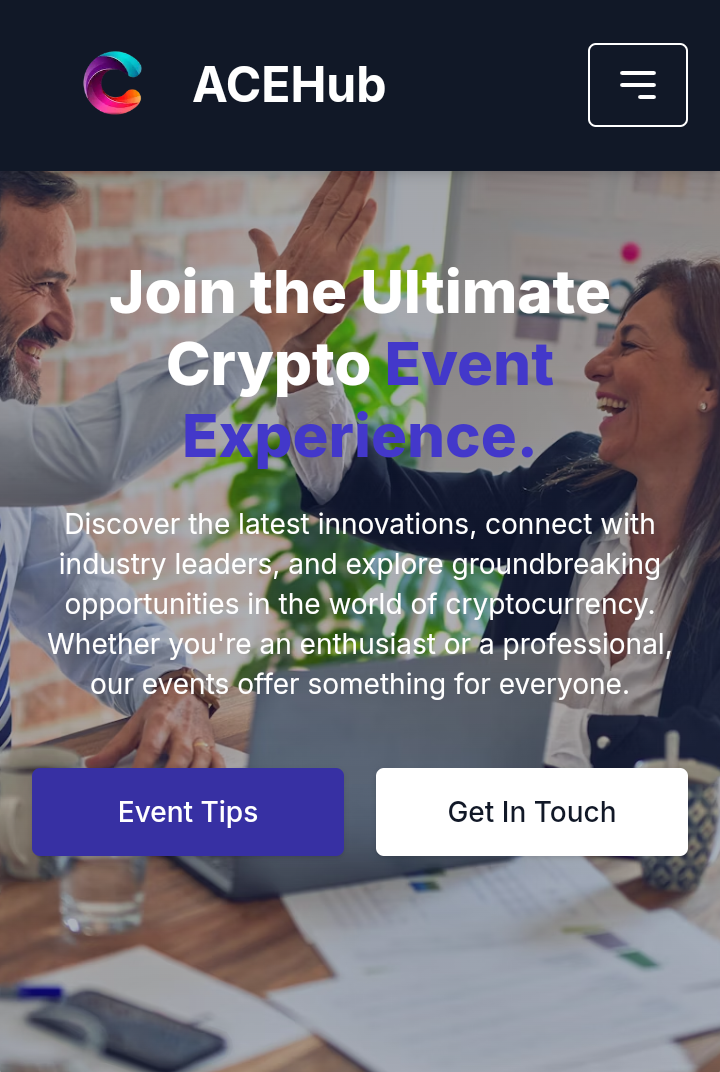 ACEHub
Join the Ultimate
Crypto Event
Experience.
Discover the latest innovations, connect with
industry leaders, and explore groundbreaking
opportunities in the world of cryptocurrency.
Whether you're an enthusiast or a professional,
our events offer something for everyone.
Event Tips
Get In Touch